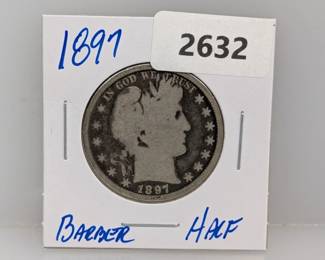 1897
2632
IN GOD WE TRUST
1897
BARBER HALF